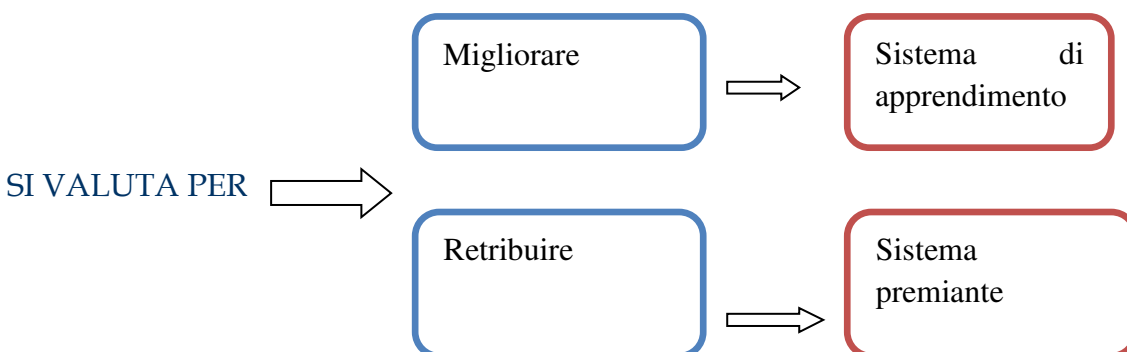 Migliorare
Sistema di
apprendimento
SI VALUTA PER
Retribuire
Sistema
premiante